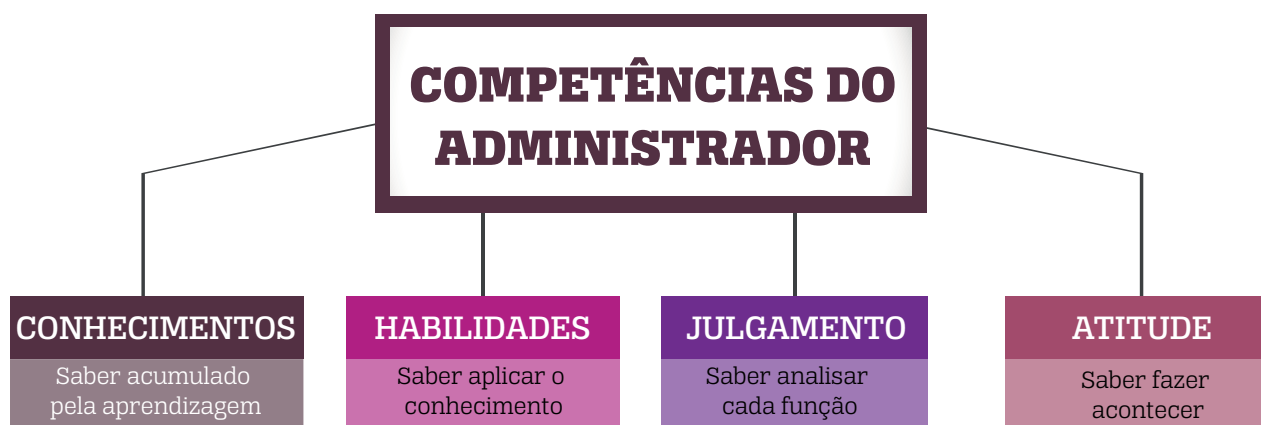 COMPETÊNCIAS DO
ADMINISTRADOR
CONHECIMENTOS
Saber acumulado
pela aprendizagem
HABILIDADES
Saber aplicar o
conhecimento
JULGAMENTO
Saber analisar
cada função
ATITUDE
Saber fazer
acontecer